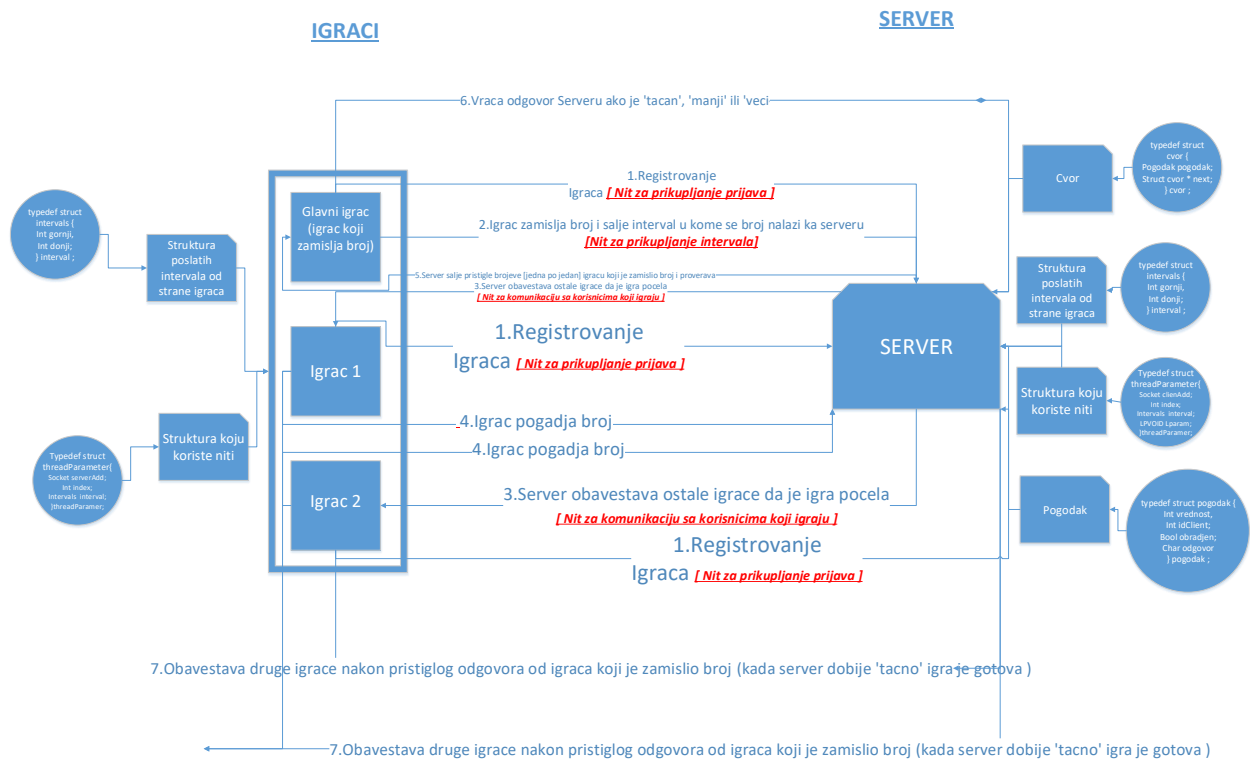 IGRACI
SERVER
6.Vraca odgovor Serveru ako je 'tacan', 'manji' ili 'veci
1.Registrovanje
Igraca [ Nit za prikupljanje prijava ]
2.Igrac zamislja broj i salje interval u kome se broj nalazi ka serveru
[Nit za prikupljanje intervala]
5.Server salje pristigle brojeve [jedna po jedan] igracu koji je zamislio broj i proverava
3.Server obavestava ostale igrace da je igra pocela
[ Nit za komunikaciju sa korisnicima koji igraju ]
1.Registrovanje
Igraca [ Nit za prikupljanje prijava ]
4.Igrac pogadja broj
4.Igrac pogadja broj
3.Server obavestava ostale igrace da je igra pocela
[ Nit za komunikaciju sa korisnicima koji igraju ]
1.Registrovanje
Igraca [ Nit za prikupljanje prijava ]
7.Obavestava druge igrace nakon pristiglog odgovora od igraca koji je zamislio broj (kada server dobije 'tacno' igra je gotova )
7.Obavestava druge igrace nakon pristiglog odgovora od igraca koji je zamislio broj (kada server dobije 'tacno' igra je gotova )
typedef struct
intervals {
Int gornji,
Int donji;
} interval ;
Struktura
poslatih
intervala od
strane igraca
Typedef struct
threadParameter{
Socket serverAdd;
Int index;
Intervals interval;
}threadParamer;
Struktura koju
koriste niti
Glavni igrac
(igrac koji
zamislja broj)
Igrac 1
Igrac 2
SERVER
Cvor
typedef struct
cvor {
Pogodak pogodak;
Struct cvor * next;
} cvor ;
Struktura
poslatih
intervala od
strane igraca
typedef struct
intervals {
Int gornji,
Int donji;
} interval ;
Struktura koju
koriste niti
Typedef struct
threadParameter{
Socket clienAdd;
int index;
Intervals interval;
LPVOID Lparam;
}threadParamer;
Pogodak
typedef struct pogodak {
Int vrednost,
Int idClient;
Bool obradjen;
Char odgovor
} pogodak ;